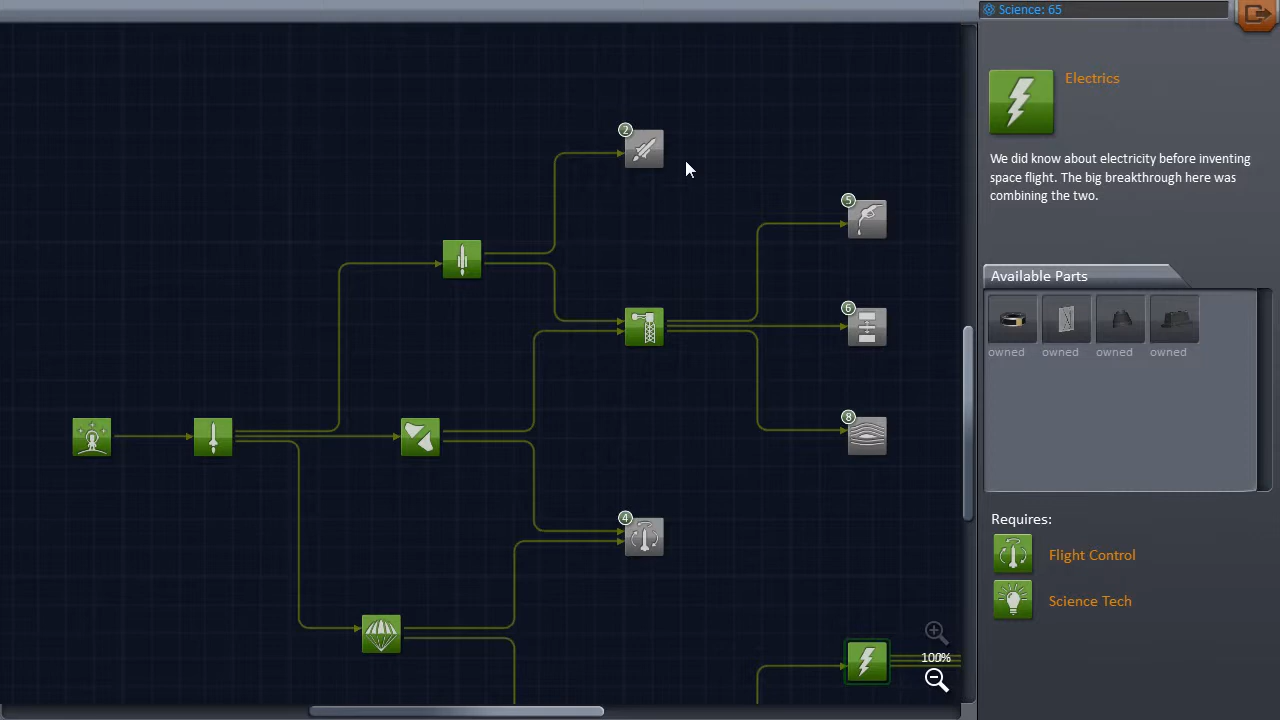 Science: 65
Electrics
We did know about electricity before inventing
space flight. The big breakthrough here was
combining the two.
Available Parts
owned owned owned owned
Requires:
Flight Control
Science Tech
2
5
6
8
4
100%